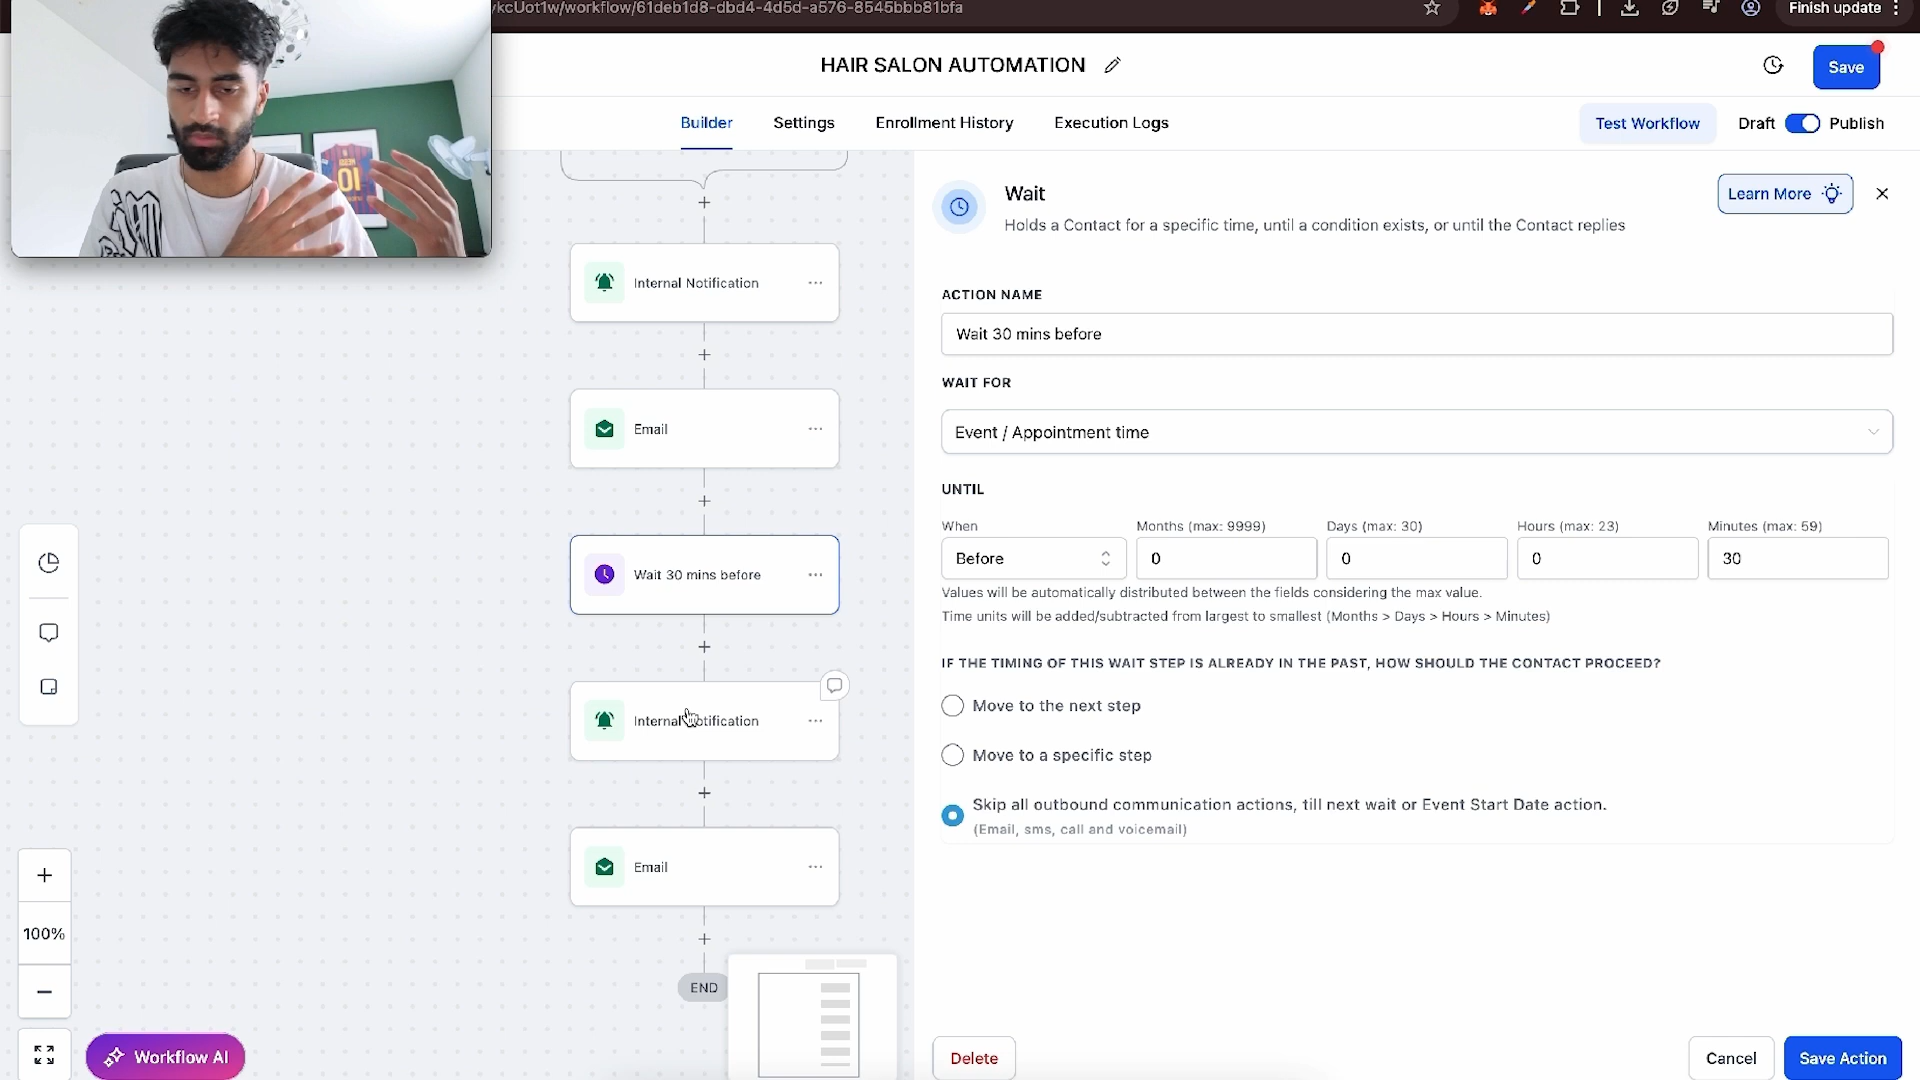 ykcUot1w/workflow/61deb1d8-dbd4-4d5d-a576-8545bbb81bfa
Finish update
HAIR SALON AUTOMATION
Save
Builder
Settings
Enrollment History
Execution Logs
Test Workflow
Draft
Publish
Wait
Learn More
Holds a Contact for a specific time, until a condition exists, or until the Contact replies
Internal Notification
ACTION NAME
Wait 30 mins before
WAIT FOR
Email
Event / Appointment time
UNTIL
When
Months (max: 9999)
Days (max: 30)
Hours (max: 23)
Minutes (max: 59)
Before
0
0
0
30
Wait 30 mins before
Values will be automatically distributed between the fields considering the max value.
Time units will be added/subtracted from largest to smallest (Months > Days > Hours > Minutes)
IF THE TIMING OF THIS WAIT STEP IS ALREADY IN THE PAST, HOW SHOULD THE CONTACT PROCEED?
Move to the next step
Internal Notification
Move to a specific step
Skip all outbound communication actions, till next wait or Event Start Date action.
(Email, sms, call and voicemail)
Email
100%
END
Workflow AI
Delete
Cancel
Save Action